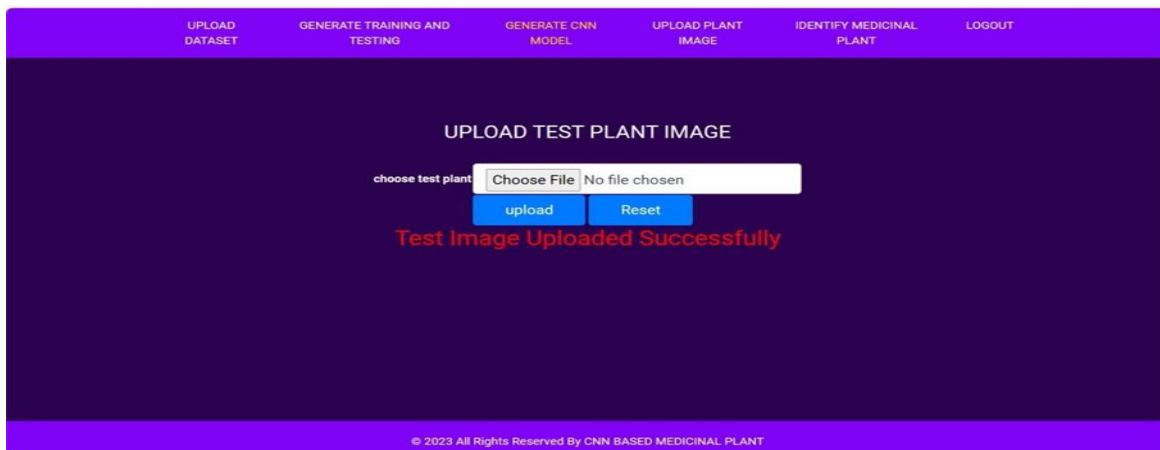 UPLOAD DATASET
GENERATE TRAINING AND TESTING
GENERATE CNN MODEL
UPLOAD PLANT IMAGE
IDENTIFY MEDICINAL PLANT
LOGOUT
UPLOAD TEST PLANT IMAGE
choose test plant Choose File No file chosen
upload Reset
Test Image Uploaded Successfully
© 2023 All Rights Reserved By CNN BASED MEDICINAL PLANT